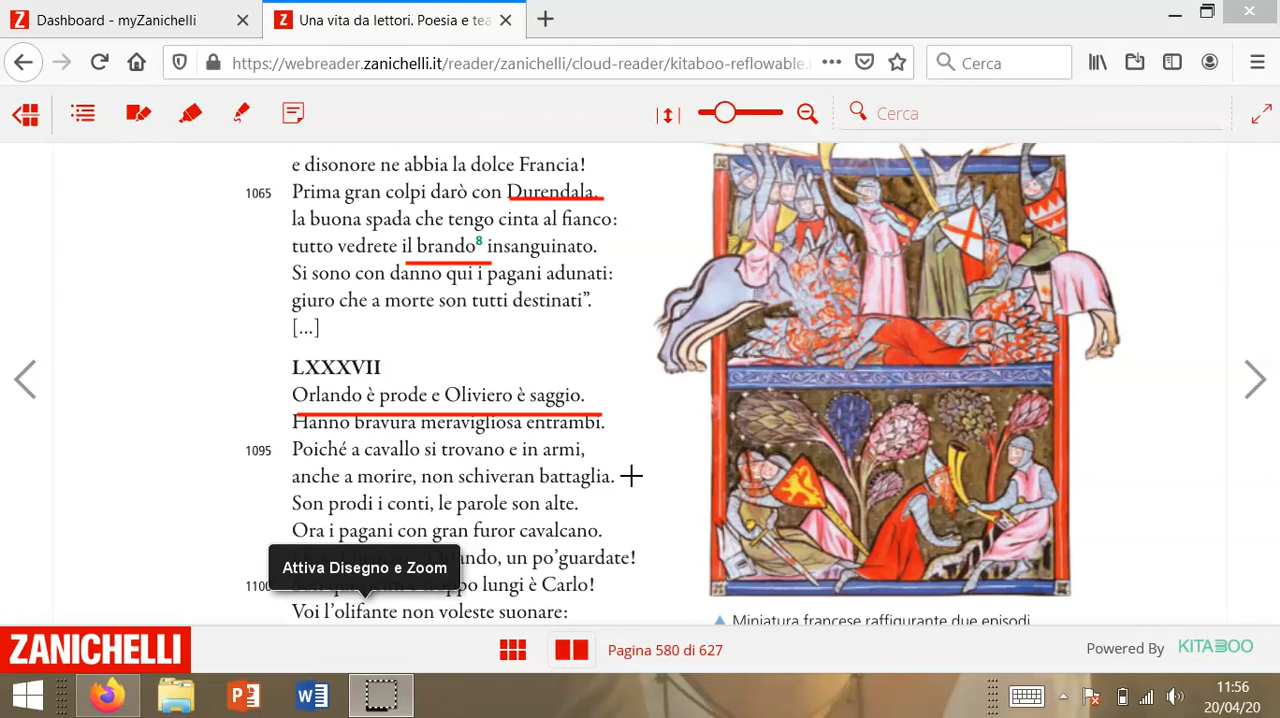 Dashboard - myZanichelli
Una vita da lettori. Poesia e tea
https://webreader.zanichelli.it/reader/zanichelli/cloud-reader/kitaboo-reflowable.
Cerca
Cerca
e disonore ne abbia la dolce Francia!
1065 Prima gran colpi darò con Durendala,
la buona spada che tengo cinta al fianco:
tutto vedrete il brando8 insanguinato.
Si sono con danno qui i pagani adunati:
giuro che a morte son tutti destinati”.
[...]
LXXXVII
Orlando è prode e Oliviero è saggio.
Hanno bravura meravigliosa entrambi.
1095 Poiché a cavallo si trovano e in armi,
anche a morire, non schiveran battaglia.
Son prodi i conti, le parole son alte.
Ora i pagani con gran furor cavalcano.
un po’guardate!
Attiva Disegno e Zoom
1100 lungi è Carlo!
Voi l’olifante non voleste suonare:
Miniatura francese raffigurante due episodi
ZANICHELLI
Pagina 580 di 627
Powered By KITABOO
11:56
20/04/20